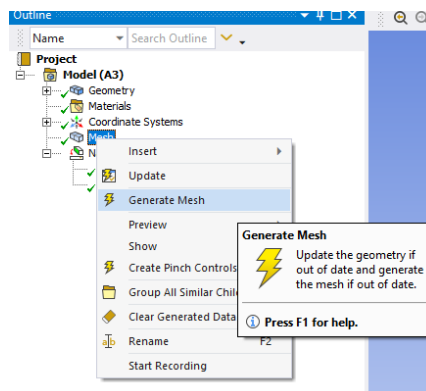 Outline
Name
Search Outline
Project
Model (A3)
Geometry
Materials
Coordinate Systems
Mesh
N
Insert
Update
Generate Mesh
Preview
Show
Create Pinch Controls
Group All Similar Chil
Clear Generated Data
Rename F2
Start Recording
Generate Mesh
Update the geometry if
out of date and generate
the mesh if out of date.
Press F1 for help.